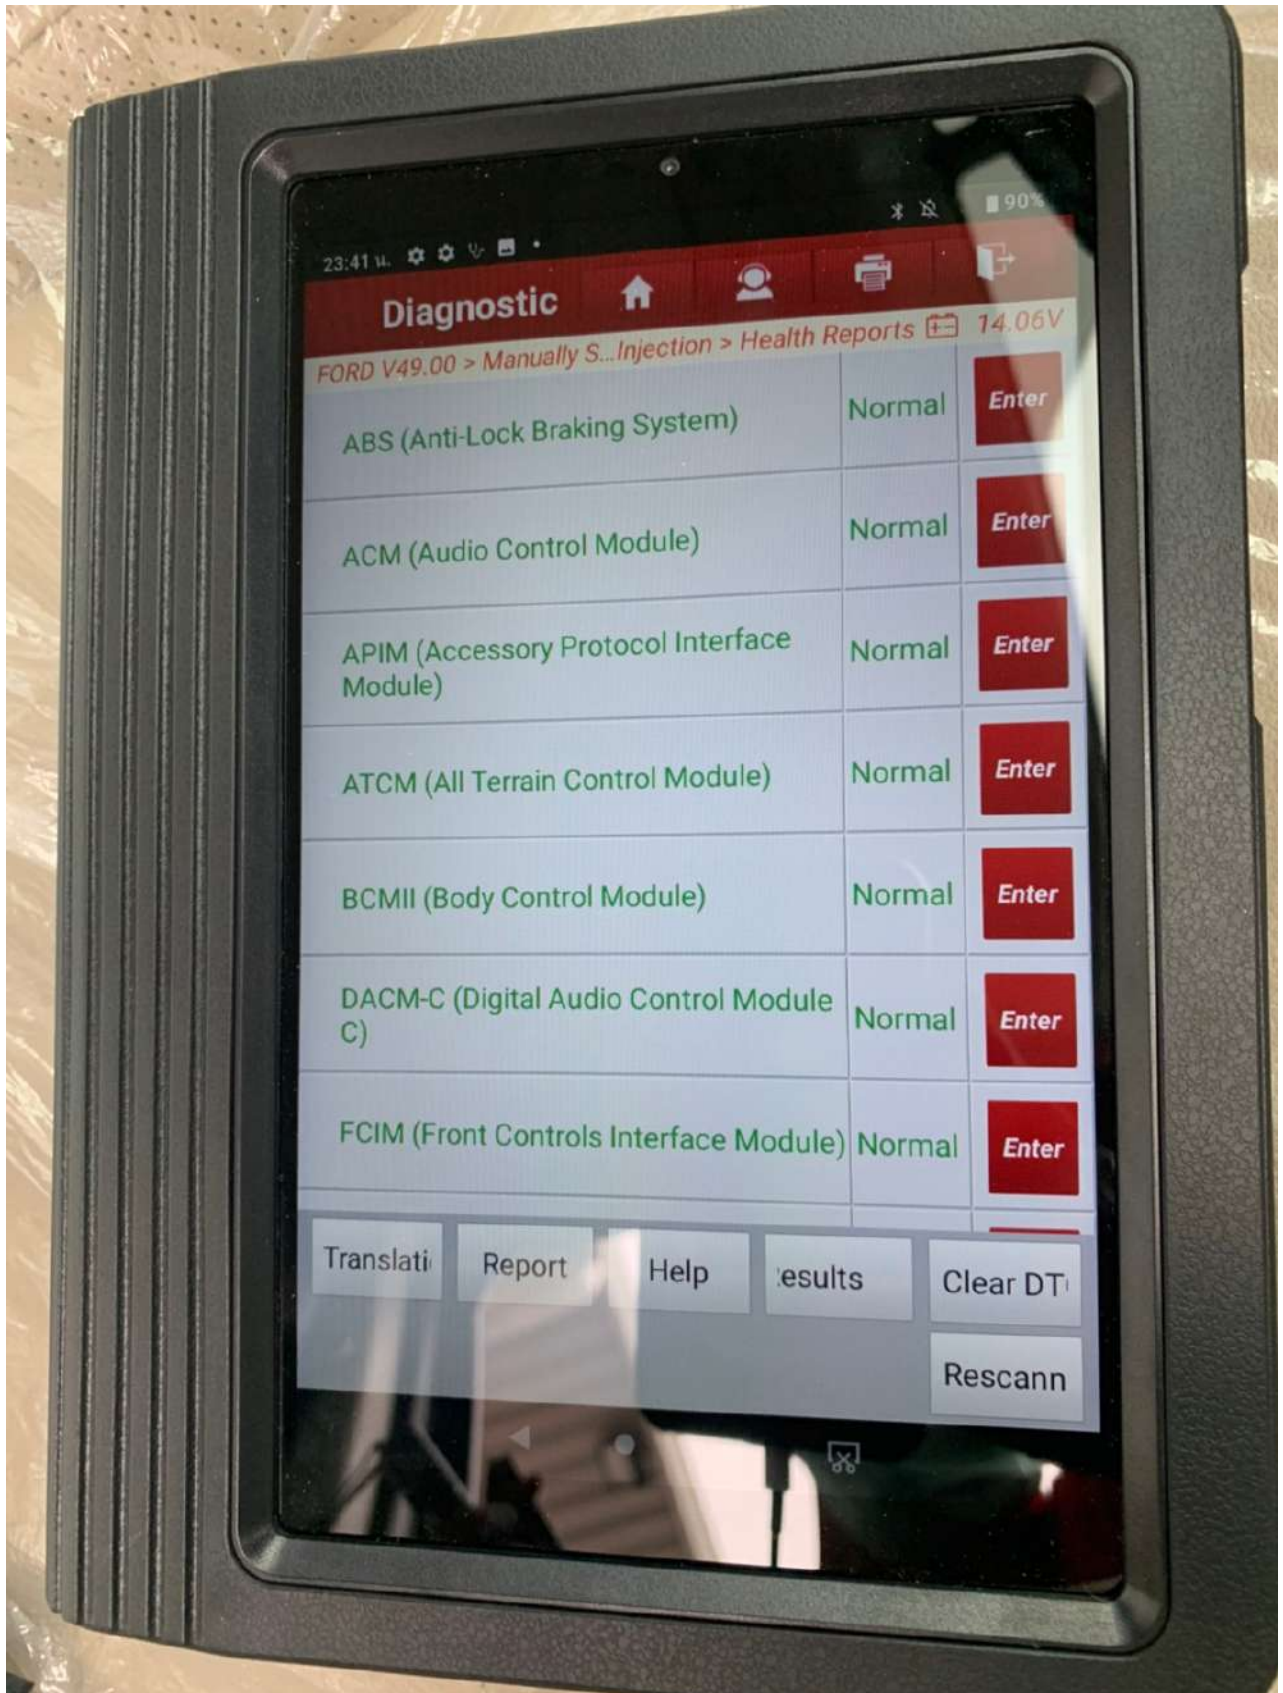 23:41 น.
90%
Diagnostic
FORD V49.00 > Manually S...Injection > Health Reports 14.06V
ABS (Anti-Lock Braking System) Normal Enter
ACM (Audio Control Module) Normal Enter
APIM (Accessory Protocol Interface
Module) Normal Enter
ATCM (All Terrain Control Module) Normal Enter
BCMII (Body Control Module) Normal Enter
DACM-C (Digital Audio Control Module
C) Normal Enter
FCIM (Front Controls Interface Module) Normal Enter
Translati Report Help esults Clear DT
Rescann